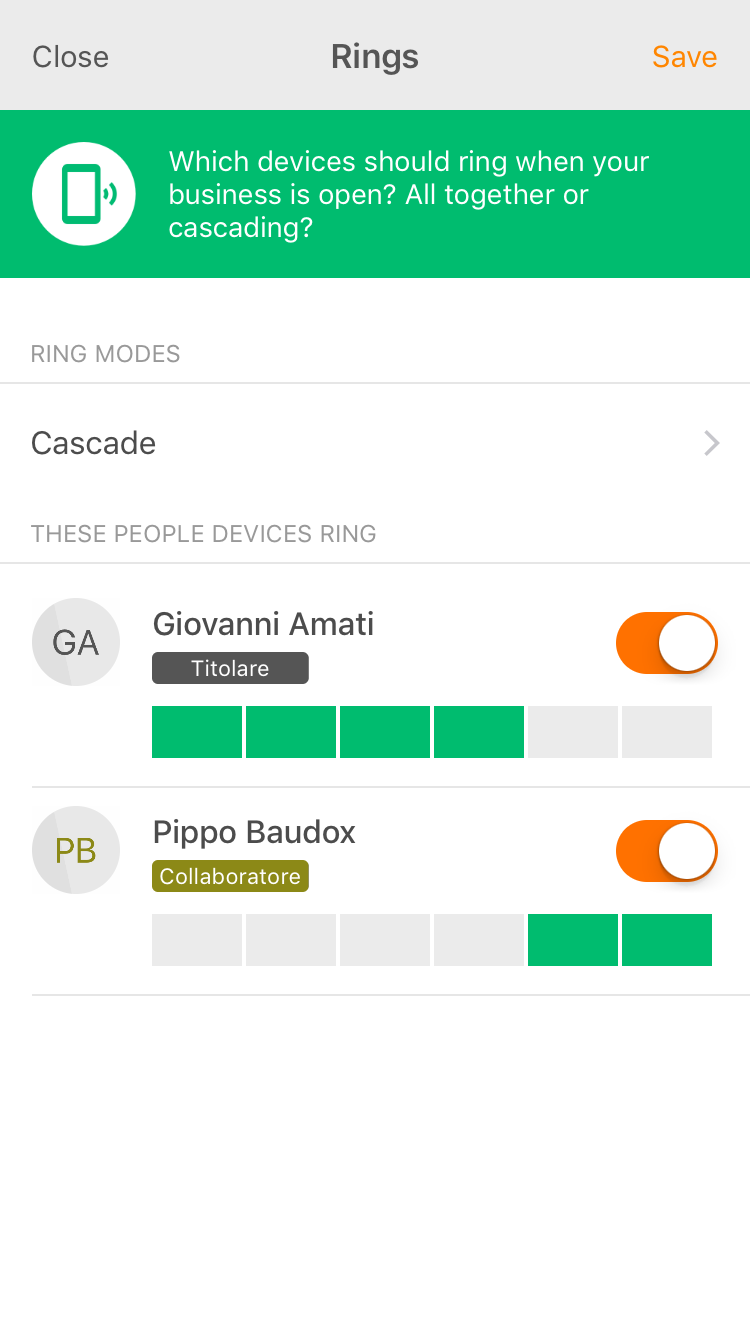 Close Rings Save
Which devices should ring when your
business is open? All together or
cascading?
RING MODES
Cascade
THESE PEOPLE DEVICES RING
GA
Giovanni Amati
Titolare
PB
Pippo Baudox
Collaboratore